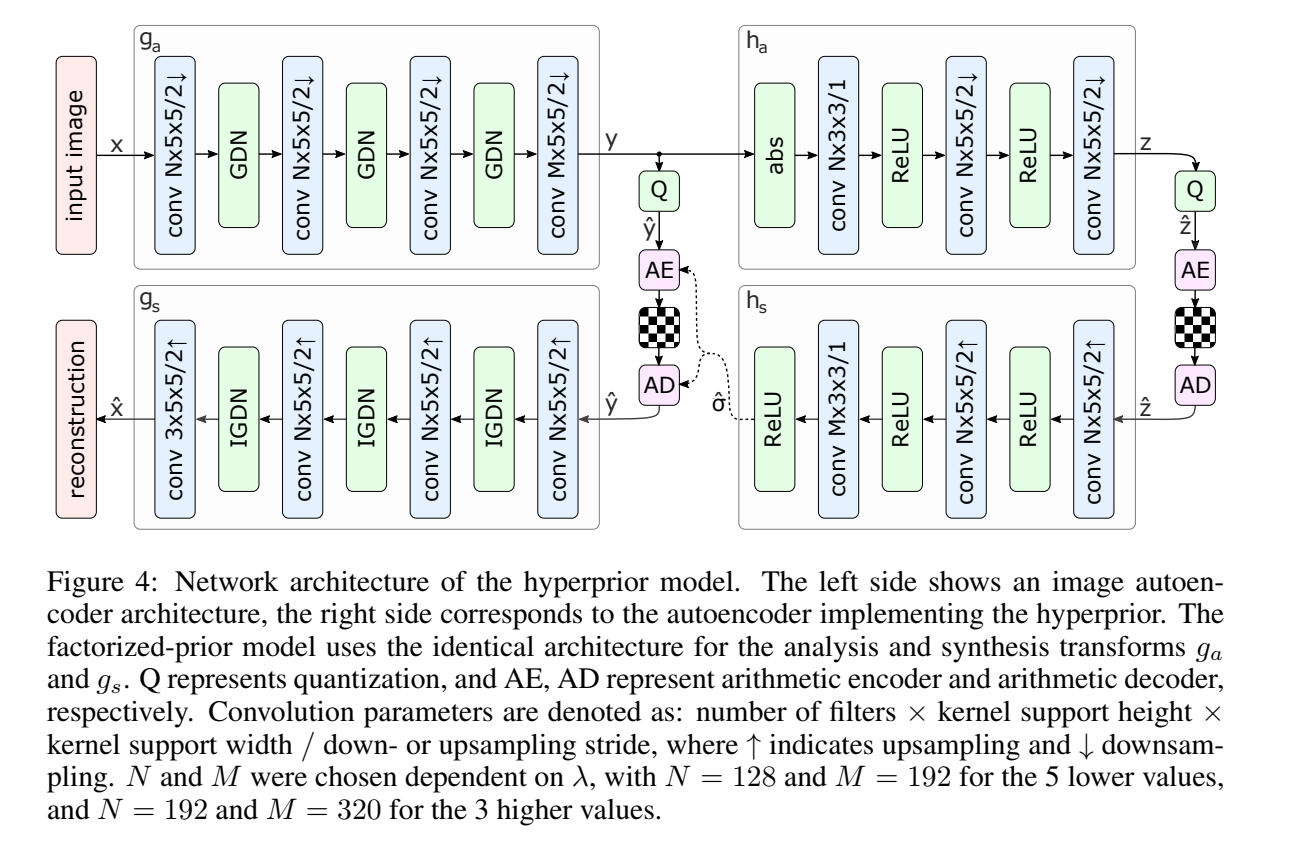 g_a
h_a
input image
x
conv Nx5x5/2↓
GDN
conv Nx5x5/2↓
GDN
conv Nx5x5/2↓
GDN
conv Mx5x5/2↓
y
abs
conv Nx3x3/1
ReLU
conv Nx5x5/2↓
ReLU
conv Nx5x5/2↓
z
Q
Q
ŷ
ẑ
AE
AE
g_s
h_s
reconstruction
x̂
conv 3x5x5/2↑
IGDN
conv Nx5x5/2↑
IGDN
conv Nx5x5/2↑
IGDN
conv Nx5x5/2↑
ŷ
AD
σ̂
ReLU
conv Mx3x3/1
ReLU
conv Nx5x5/2↑
ReLU
conv Nx5x5/2↑
ẑ
AD
Figure 4: Network architecture of the hyperprior model. The left side shows an image autoen-
coder architecture, the right side corresponds to the autoencoder implementing the hyperprior. The
factorized-prior model uses the identical architecture for the analysis and synthesis transforms g_a
and g_s. Q represents quantization, and AE, AD represent arithmetic encoder and arithmetic decoder,
respectively. Convolution parameters are denoted as: number of filters × kernel support height ×
kernel support width / down- or upsampling stride, where ↑ indicates upsampling and ↓ downsam-
pling. N and M were chosen dependent on λ, with N = 128 and M = 192 for the 5 lower values,
and N = 192 and M = 320 for the 3 higher values.